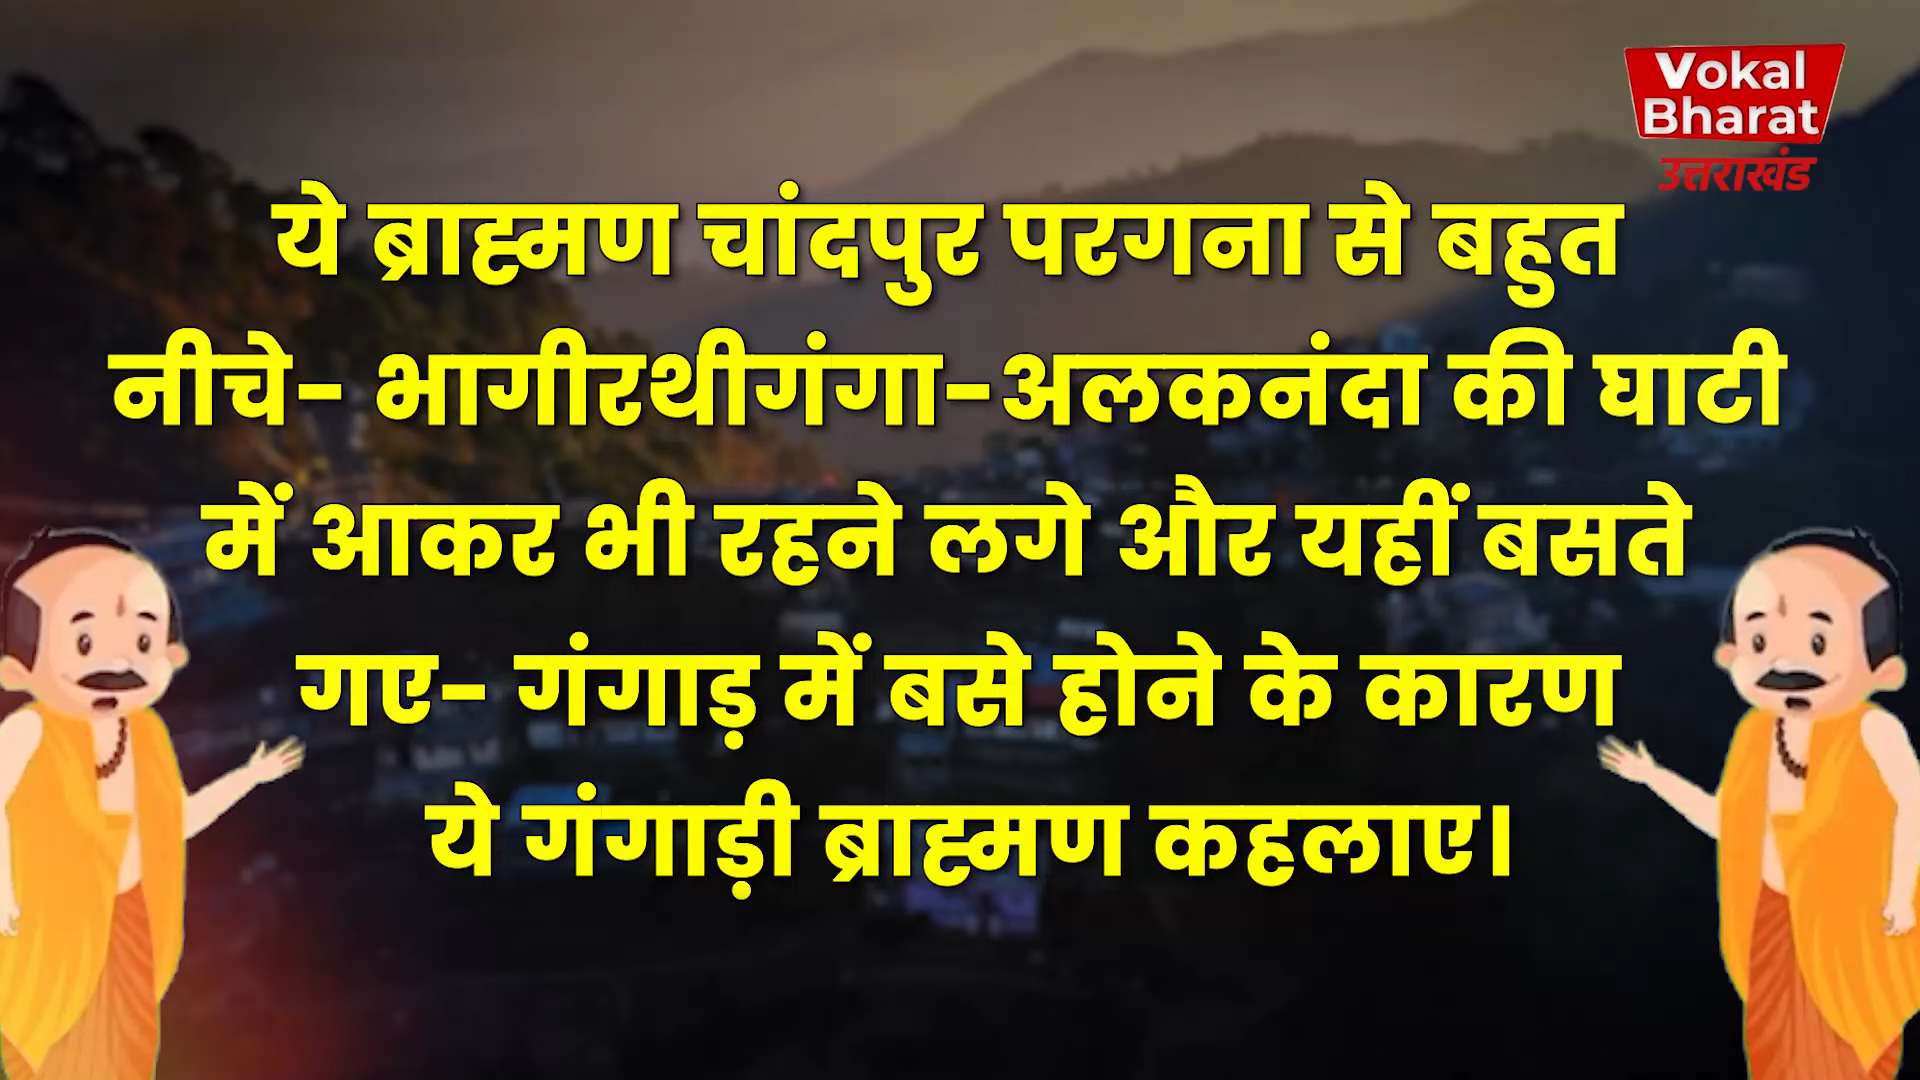 Vokal
Bharat
उत्तराखंड
ये ब्राह्मण चांदपुर परगना से बहुत
नीचे- भागीरथीगंगा-अलकनंदा की घाटी
में आकर भी रहने लगे और यहीं बसते
गए- गंगाड़ में बसे होने के कारण
ये गंगाड़ी ब्राह्मण कहलाए।